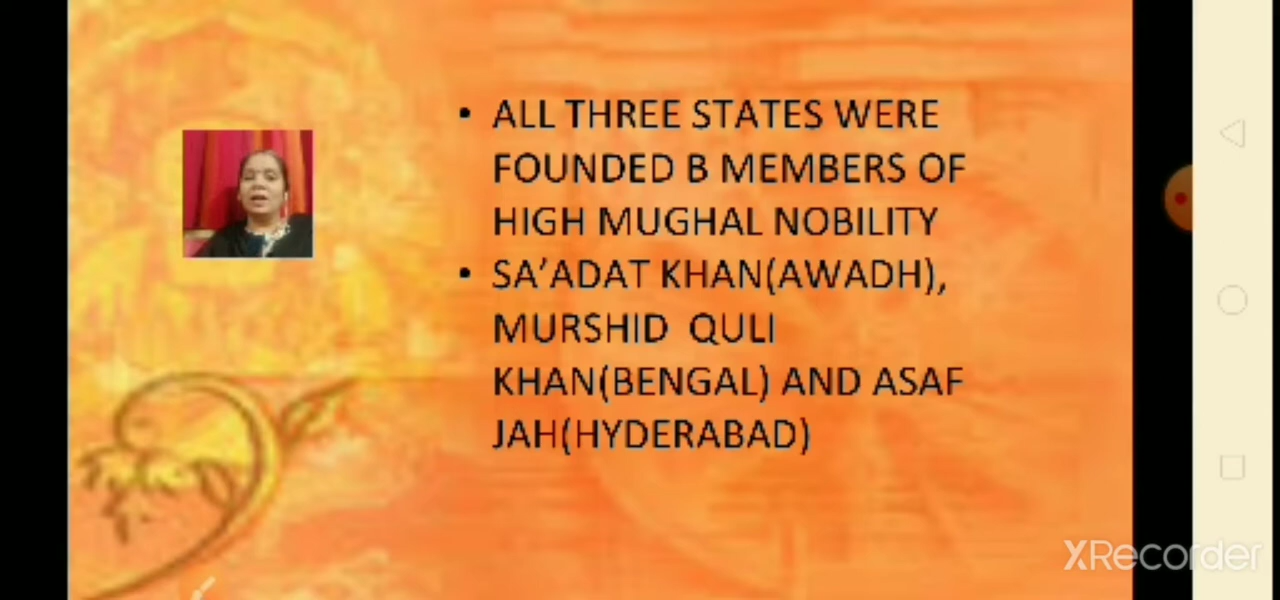 • ALL THREE STATES WERE
FOUNDED B MEMBERS OF
HIGH MUGHAL NOBILITY
• SA'ADAT KHAN(AWADH),
MURSHID QULI
KHAN(BENGAL) AND ASAF
JAH(HYDERABAD)
XRecorder